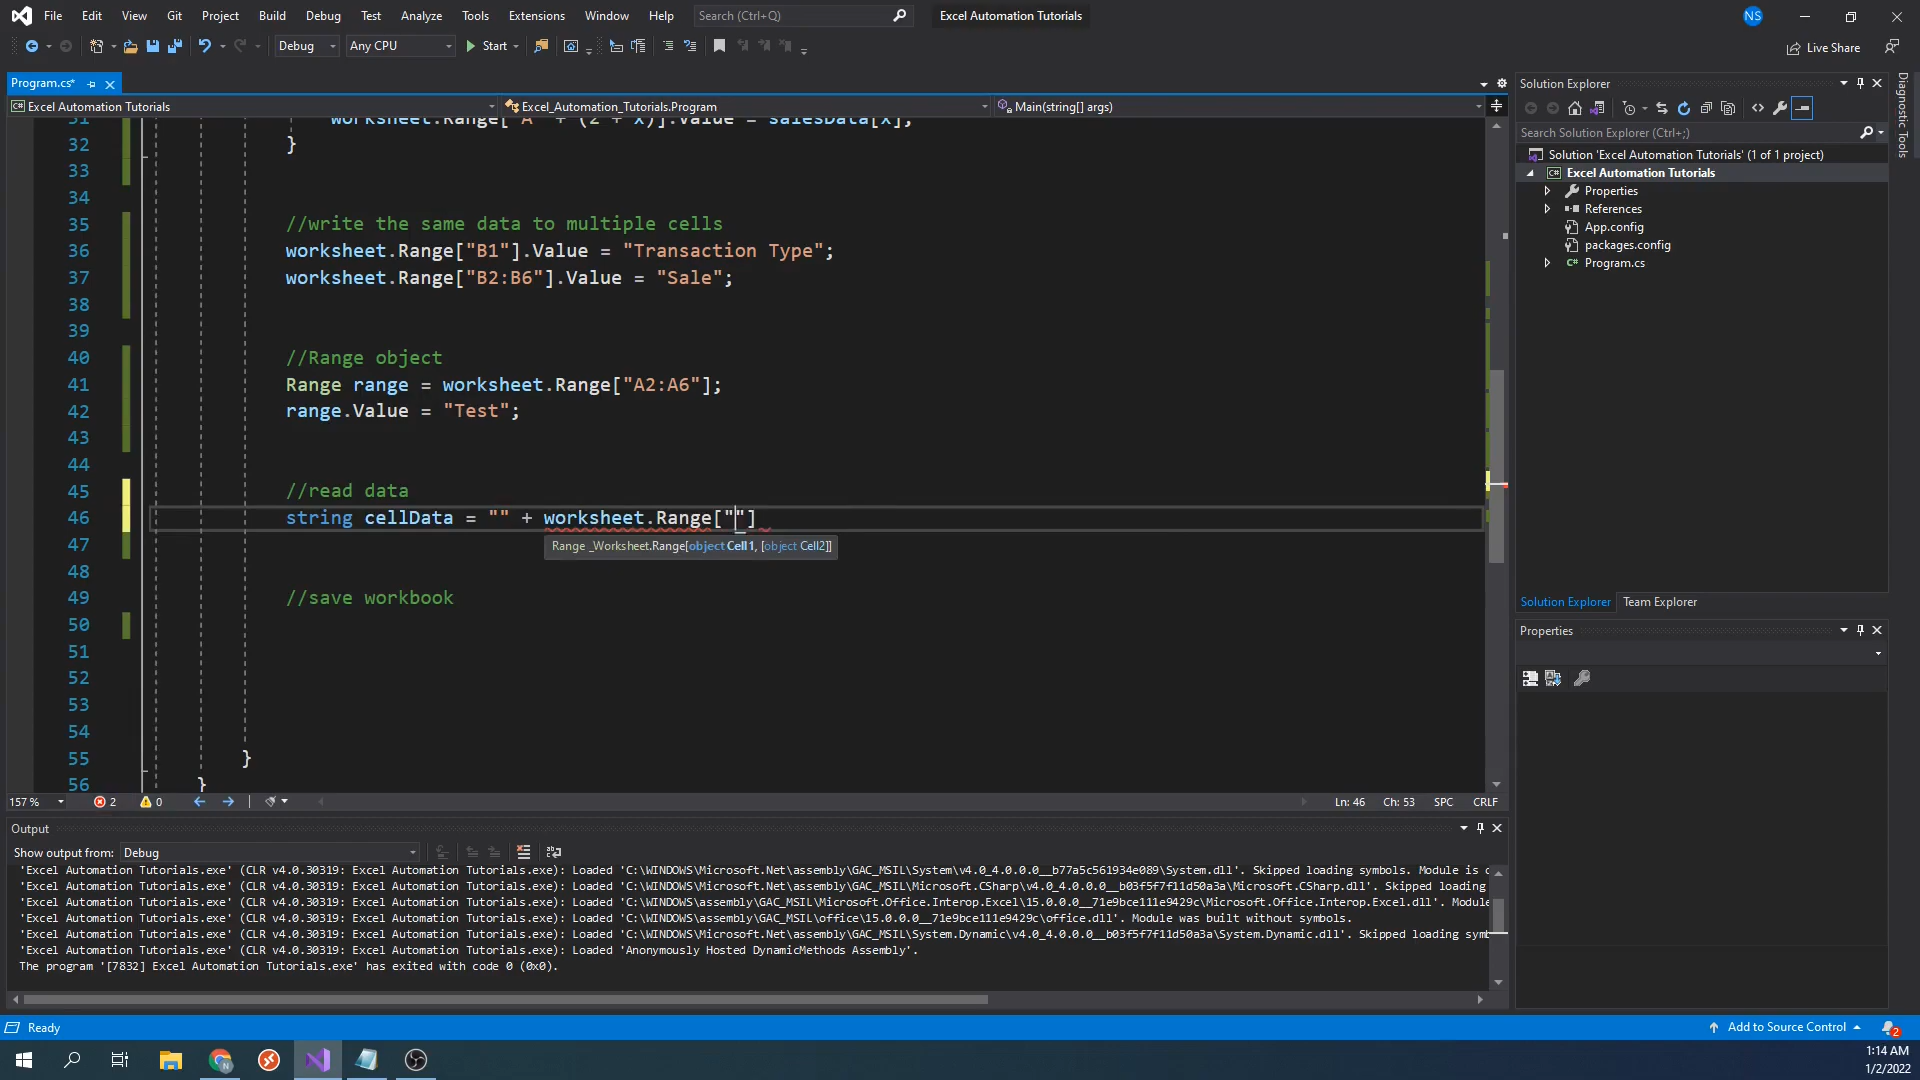 File Edit View Git Project Build Debug Test Analyze Tools Extensions Window Help Search (Ctrl+Q) Excel Automation Tutorials NS
Debug Any CPU Start Live Share
Program.cs*
Excel Automation Tutorials Excel_Automation_Tutorials.Program Main(string[] args)
31 worksheet.Range["A" + (2 + x)].Value = salesData[x];
32 }
33
34
35 //write the same data to multiple cells
36 worksheet.Range["B1"].Value = "Transaction Type";
37 worksheet.Range["B2:B6"].Value = "Sale";
38
39
40 //Range object
41 Range range = worksheet.Range["A2:A6"];
42 range.Value = "Test";
43
44
45 //read data
46 string cellData = "" + worksheet.Range[""]
Range _Worksheet.Range[object Cell1, [object Cell2]]
47
48
49 //save workbook
50
51
52
53
54
55 }
56 }
157 % 2 0 Ln: 46 Ch: 53 SPC CRLF
Output
Show output from: Debug
'Excel Automation Tutorials.exe' (CLR v4.0.30319: Excel Automation Tutorials.exe): Loaded 'C:\WINDOWS\Microsoft.Net\assembly\GAC_MSIL\System\v4.0_4.0.0.0__b77a5c561934e089\System.dll'. Skipped loading symbols. Module is
'Excel Automation Tutorials.exe' (CLR v4.0.30319: Excel Automation Tutorials.exe): Loaded 'C:\WINDOWS\Microsoft.Net\assembly\GAC_MSIL\Microsoft.CSharp\v4.0_4.0.0.0__b03f5f7f11d50a3a\Microsoft.CSharp.dll'. Skipped loading
'Excel Automation Tutorials.exe' (CLR v4.0.30319: Excel Automation Tutorials.exe): Loaded 'C:\WINDOWS\assembly\GAC_MSIL\Microsoft.Office.Interop.Excel\15.0.0.0__71e9bce111e9429c\Microsoft.Office.Interop.Excel.dll'. Module
'Excel Automation Tutorials.exe' (CLR v4.0.30319: Excel Automation Tutorials.exe): Loaded 'C:\WINDOWS\assembly\GAC_MSIL\office\15.0.0.0__71e9bce111e9429c\office.dll'. Module was built without symbols.
'Excel Automation Tutorials.exe' (CLR v4.0.30319: Excel Automation Tutorials.exe): Loaded 'C:\WINDOWS\Microsoft.Net\assembly\GAC_MSIL\System.Dynamic\v4.0_4.0.0.0__b03f5f7f11d50a3a\System.Dynamic.dll'. Skipped loading
'Excel Automation Tutorials.exe' (CLR v4.0.30319: Excel Automation Tutorials.exe): Loaded 'Anonymously Hosted DynamicMethods Assembly'.
The program '[7832] Excel Automation Tutorials.exe' has exited with code 0 (0x0).
Solution Explorer
Search Solution Explorer (Ctrl+;)
Solution 'Excel Automation Tutorials' (1 of 1 project)
Excel Automation Tutorials
Properties
References
App.config
packages.config
Program.cs
Solution Explorer Team Explorer
Properties
Diagnostic Tools
Ready Add to Source Control 2
1:14 AM
1/2/2022